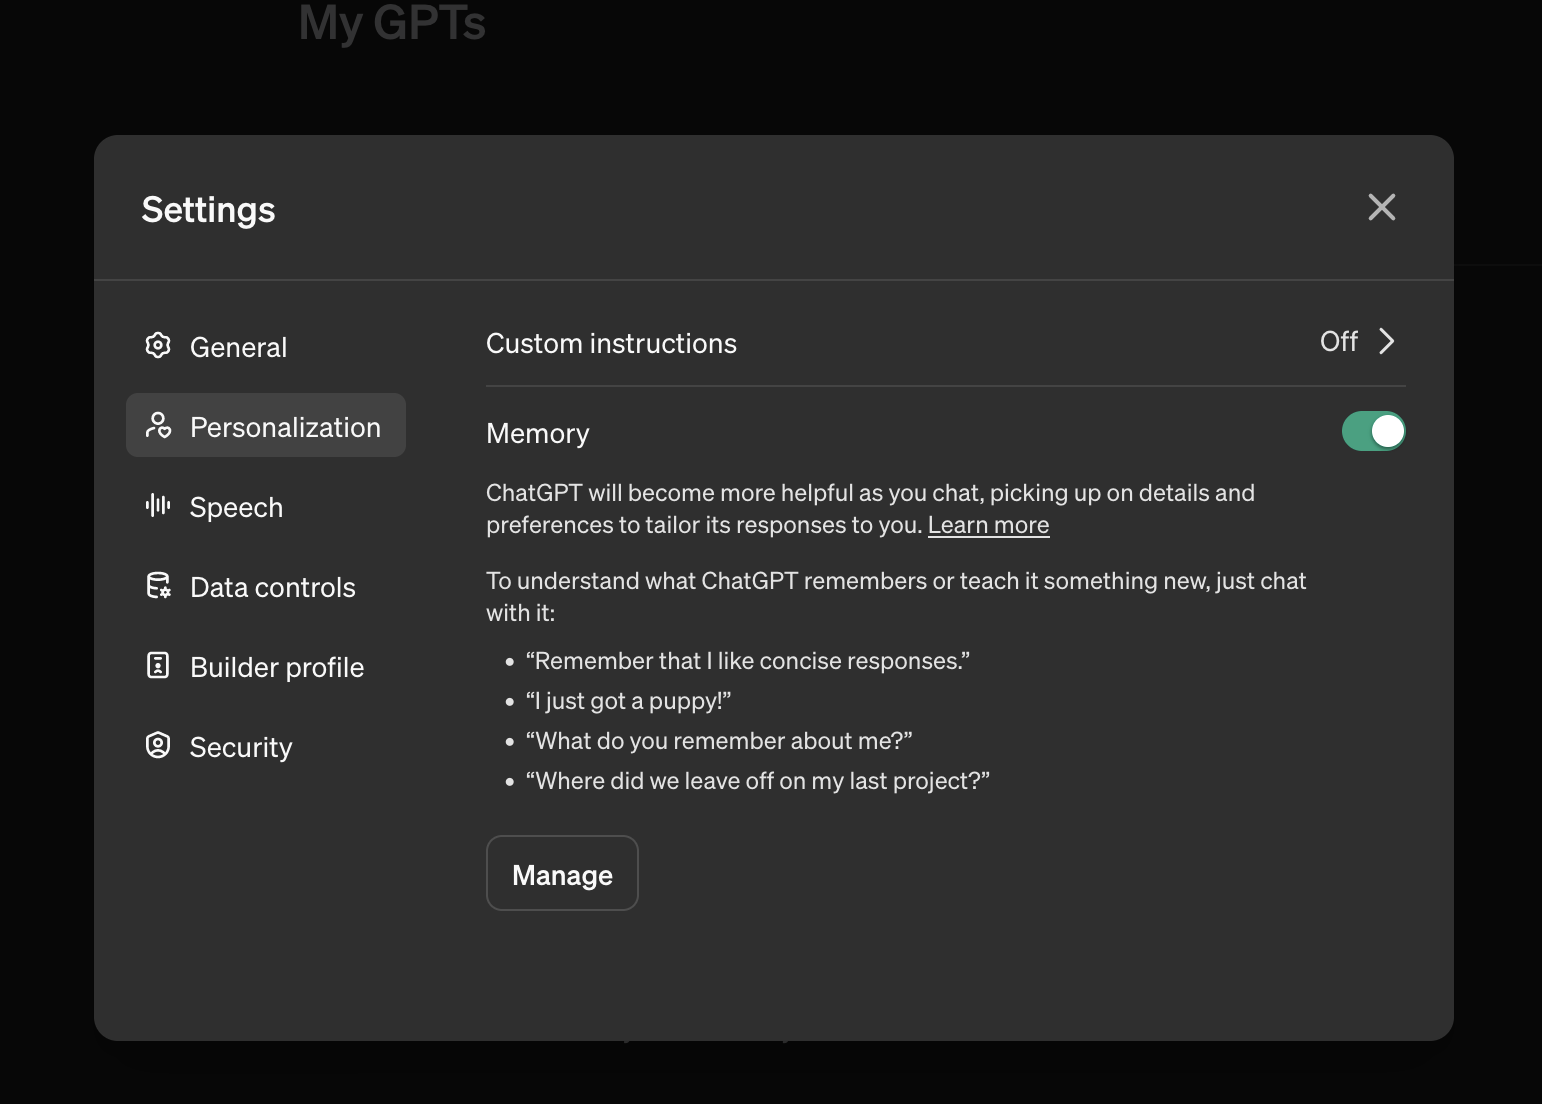 My GPTs
Settings
General
Personalization
Speech
Data controls
Builder profile
Security
Custom instructions
Off
Memory
ChatGPT will become more helpful as you chat, picking up on details and
preferences to tailor its responses to you. Learn more
To understand what ChatGPT remembers or teach it something new, just chat
with it:
• “Remember that I like concise responses.”
• “I just got a puppy!”
• “What do you remember about me?”
• “Where did we leave off on my last project?”
Manage